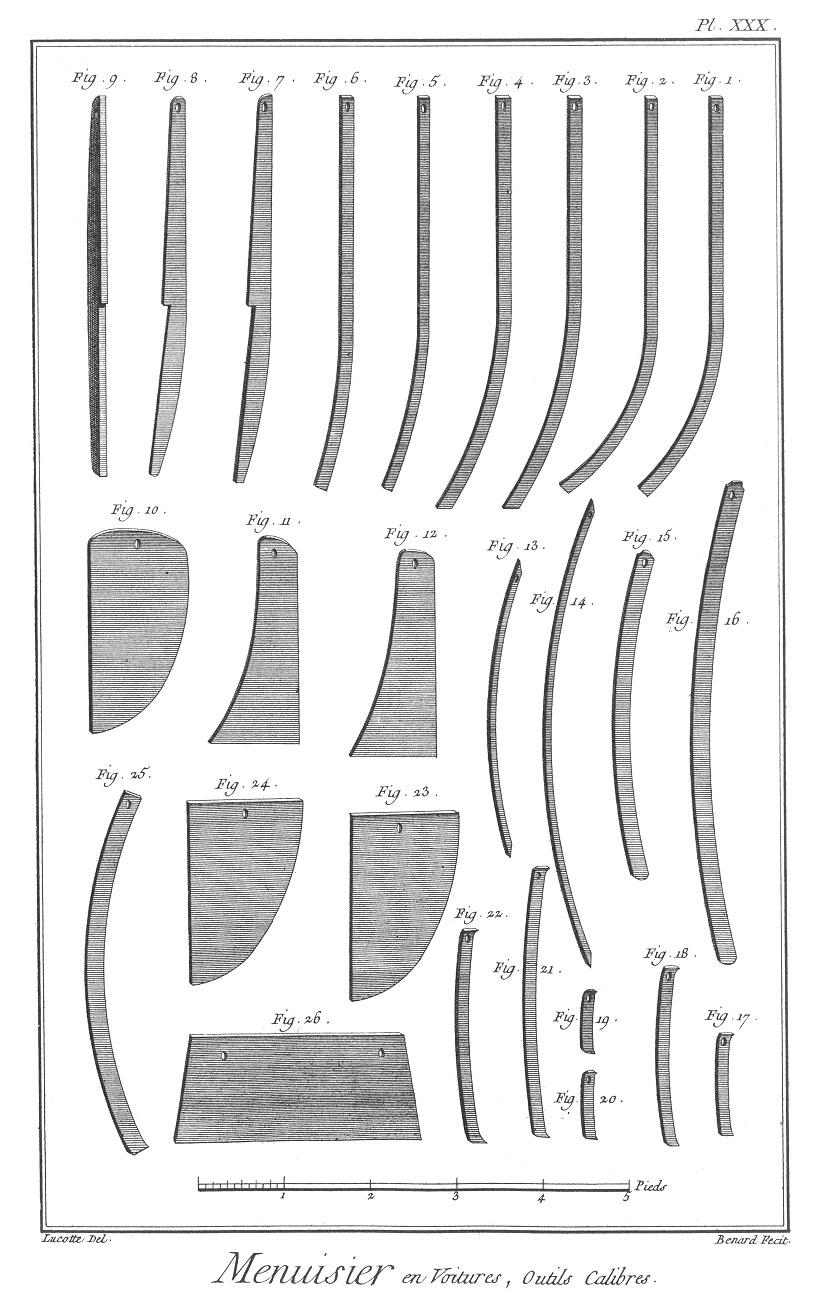 Pl. XXX.
Fig. 9. Fig. 8. Fig. 7. Fig. 6. Fig. 5. Fig. 4. Fig. 3. Fig. 2. Fig. 1.
Fig. 10. Fig. 11. Fig. 12. Fig. 13. Fig. 15.
Fig. 14.
Fig. 16.
Fig. 25. Fig. 24. Fig. 23.
Fig. 22.
Fig. 21. Fig. 18.
Fig. 26. Fig. 19. Fig. 17.
Fig. 20.
1 2 3 4 5 Pieds
Lucotte Del. Benard Fecit.
Menuisier en Voitures, Outils Calibres.